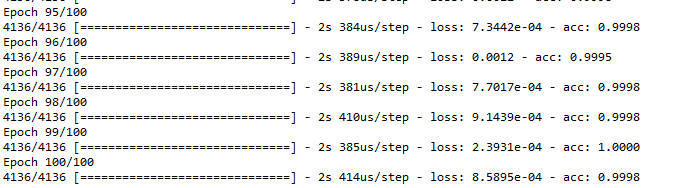 Epoch 95/100
4136/4136 [==============================] - 2s 384us/step - loss: 7.3442e-04 - acc: 0.9998
Epoch 96/100
4136/4136 [==============================] - 2s 389us/step - loss: 0.0012 - acc: 0.9995
Epoch 97/100
4136/4136 [==============================] - 2s 381us/step - loss: 7.7017e-04 - acc: 0.9998
Epoch 98/100
4136/4136 [==============================] - 2s 410us/step - loss: 9.1439e-04 - acc: 0.9998
Epoch 99/100
4136/4136 [==============================] - 2s 385us/step - loss: 2.3931e-04 - acc: 1.0000
Epoch 100/100
4136/4136 [==============================] - 2s 414us/step - loss: 8.5895e-04 - acc: 0.9998